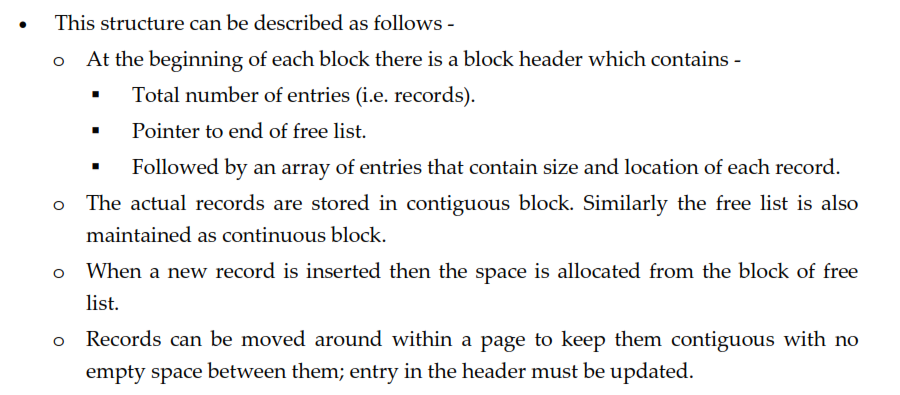 • This structure can be described as follows -
o At the beginning of each block there is a block header which contains -
▪ Total number of entries (i.e. records).
▪ Pointer to end of free list.
▪ Followed by an array of entries that contain size and location of each record.
o The actual records are stored in contiguous block. Similarly the free list is also
maintained as continuous block.
o When a new record is inserted then the space is allocated from the block of free
list.
o Records can be moved around within a page to keep them contiguous with no
empty space between them; entry in the header must be updated.